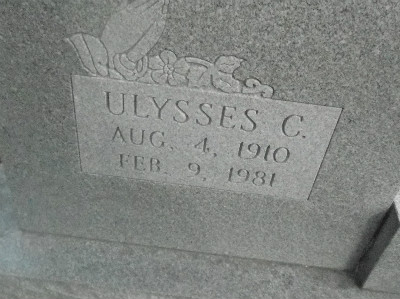 ULYSSES C.
AUG. 4, 1910
FEB. 9, 1981